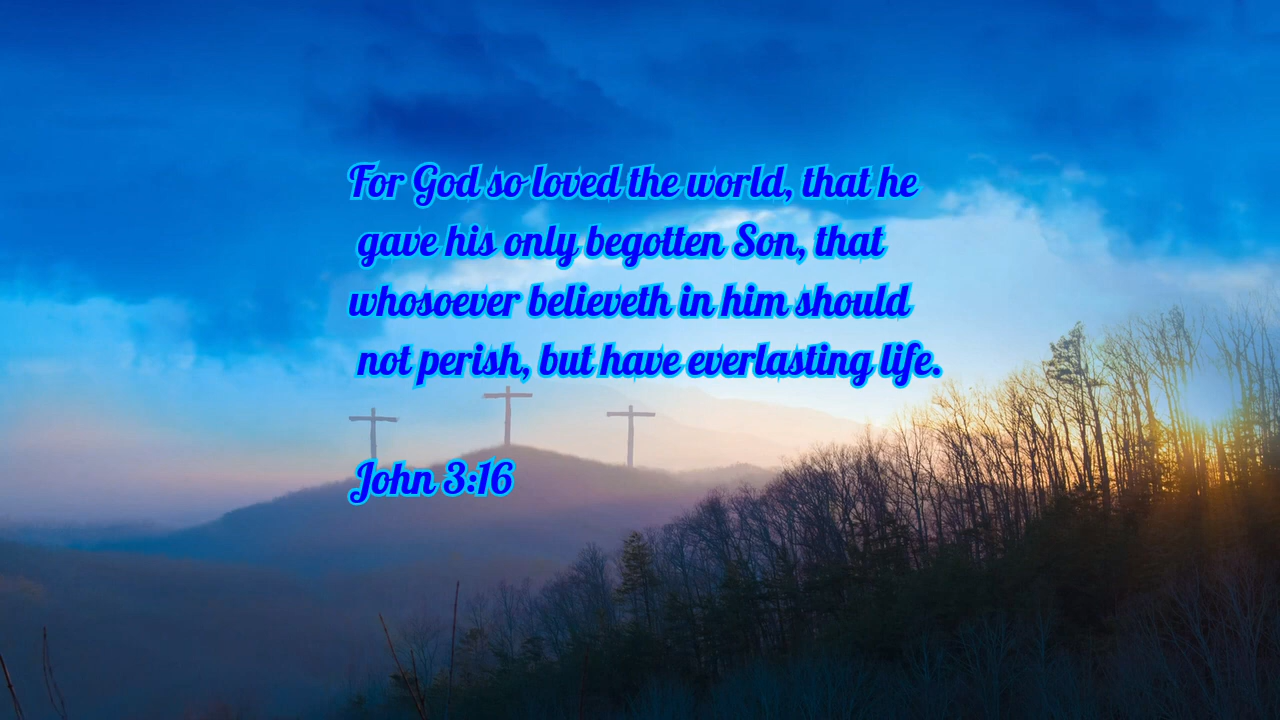 For God so loved the world, that he
gave his only begotten Son, that
whosoever believeth in him should
not perish, but have everlasting life.
John 3:16